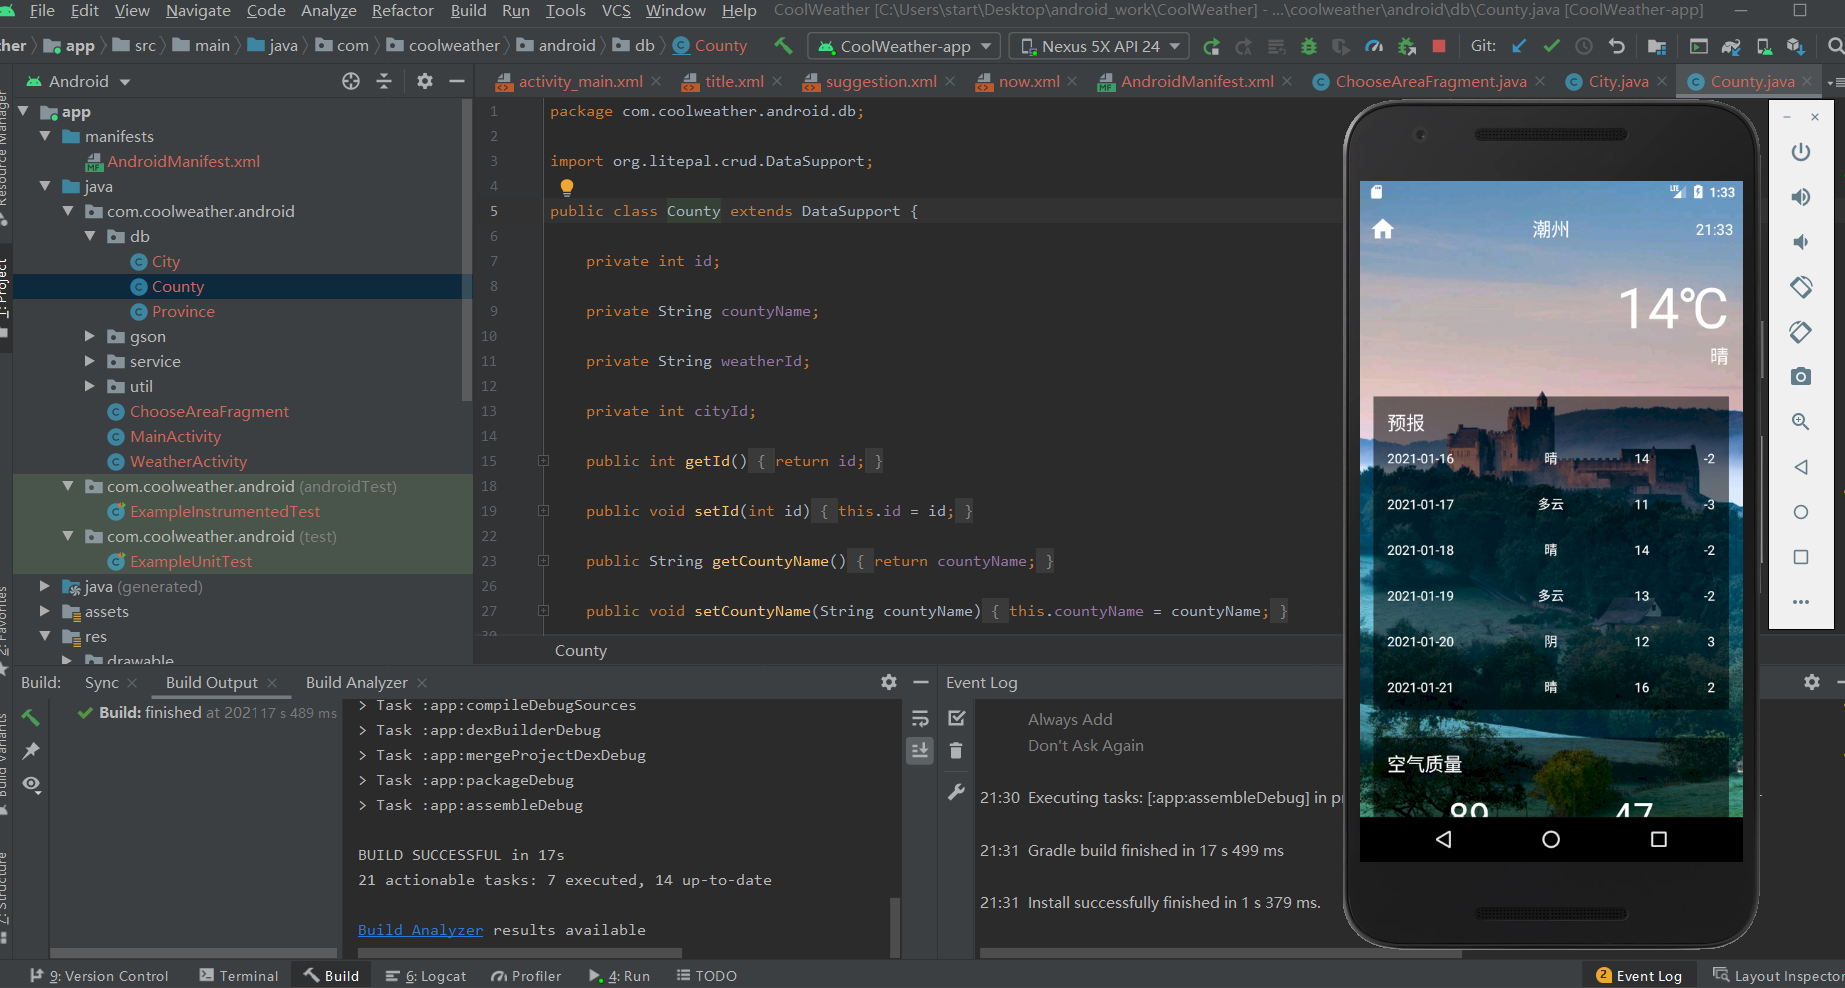 File Edit View Navigate Code Analyze Refactor Build Run Tools VCS Window Help CoolWeather [C:\Users\start\Desktop\android_work\CoolWeather] - ...\coolweather\android\db\County.java [CoolWeather-app]
ther app src main java com coolweather android db County CoolWeather-app Nexus 5X API 24 Git:
Android
activity_main.xml title.xml suggestion.xml now.xml AndroidManifest.xml ChooseAreaFragment.java City.java County.java
Resource Manager
1: Project
2: Favorites
Build Variants
7: Structure
app
manifests
AndroidManifest.xml
java
com.coolweather.android
db
City
County
Province
gson
service
util
ChooseAreaFragment
MainActivity
WeatherActivity
com.coolweather.android (androidTest)
ExampleInstrumentedTest
com.coolweather.android (test)
ExampleUnitTest
java (generated)
assets
res
drawable
1 package com.coolweather.android.db;
2
3 import org.litepal.crud.DataSupport;
4
5 public class County extends DataSupport {
6
7 private int id;
8
9 private String countyName;
10
11 private String weatherId;
12
13 private int cityId;
14
15 public int getId() { return id; }
18
19 public void setId(int id) { this.id = id; }
22
23 public String getCountyName() { return countyName; }
26
27 public void setCountyName(String countyName) { this.countyName = countyName; }
30
County
1:33
潮州 21:33
14℃
晴
预报
2021-01-16 晴 14 -2
2021-01-17 多云 11 -3
2021-01-18 晴 14 -2
2021-01-19 多云 13 -2
2021-01-20 阴 12 3
2021-01-21 晴 16 2
空气质量
89 47
Build: Sync Build Output Build Analyzer
Build: finished at 202117 s 489 ms
> Task :app:compileDebugSources
> Task :app:dexBuilderDebug
> Task :app:mergeProjectDexDebug
> Task :app:packageDebug
> Task :app:assembleDebug
BUILD SUCCESSFUL in 17s
21 actionable tasks: 7 executed, 14 up-to-date
Build Analyzer results available
Event Log
Always Add
Don't Ask Again
21:30 Executing tasks: [:app:assembleDebug] in pr
21:31 Gradle build finished in 17 s 499 ms
21:31 Install successfully finished in 1 s 379 ms.
9: Version Control Terminal Build 6: Logcat Profiler 4: Run TODO 2 Event Log Layout Inspector